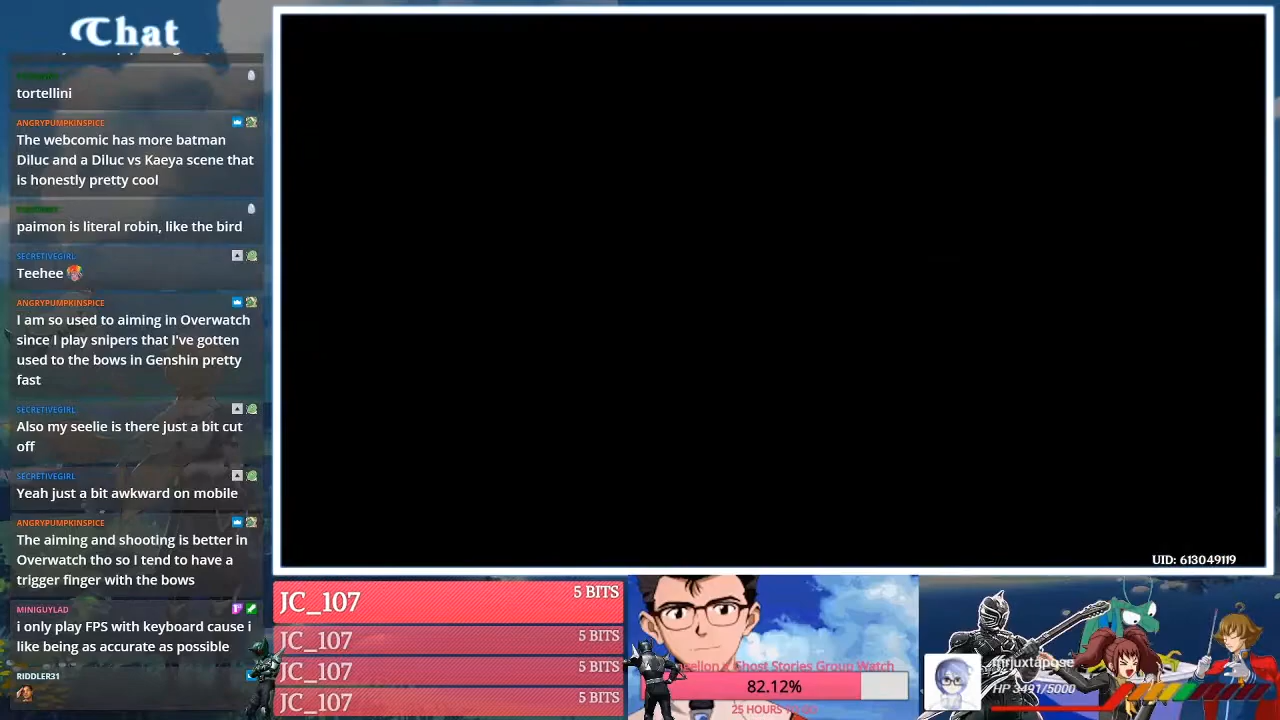 Chat
tortellini
ANGRYPUMPKINSPICE
The webcomic has more batman
Diluc and a Diluc vs Kaeya scene that
is honestly pretty cool
paimon is literal robin, like the bird
SECRETIVEGIRL
Teehee
ANGRYPUMPKINSPICE
I am so used to aiming in Overwatch
since I play snipers that I've gotten
used to the bows in Genshin pretty
fast
SECRETIVEGIRL
Also my seelie is there just a bit cut
off
SECRETIVEGIRL
Yeah just a bit awkward on mobile
ANGRYPUMPKINSPICE
The aiming and shooting is better in
Overwatch tho so I tend to have a
trigger finger with the bows
MINIGUYLAD
i only play FPS with keyboard cause i
like being as accurate as possible
RIDDLER31
UID: 613049119
JC_107 5 BITS
JC_107 5 BITS
JC_107 5 BITS
JC_107 5 BITS
Ghost Stories Group Watch
82.12%
25 HOURS
mrjuxtapose
HP 3491/5000